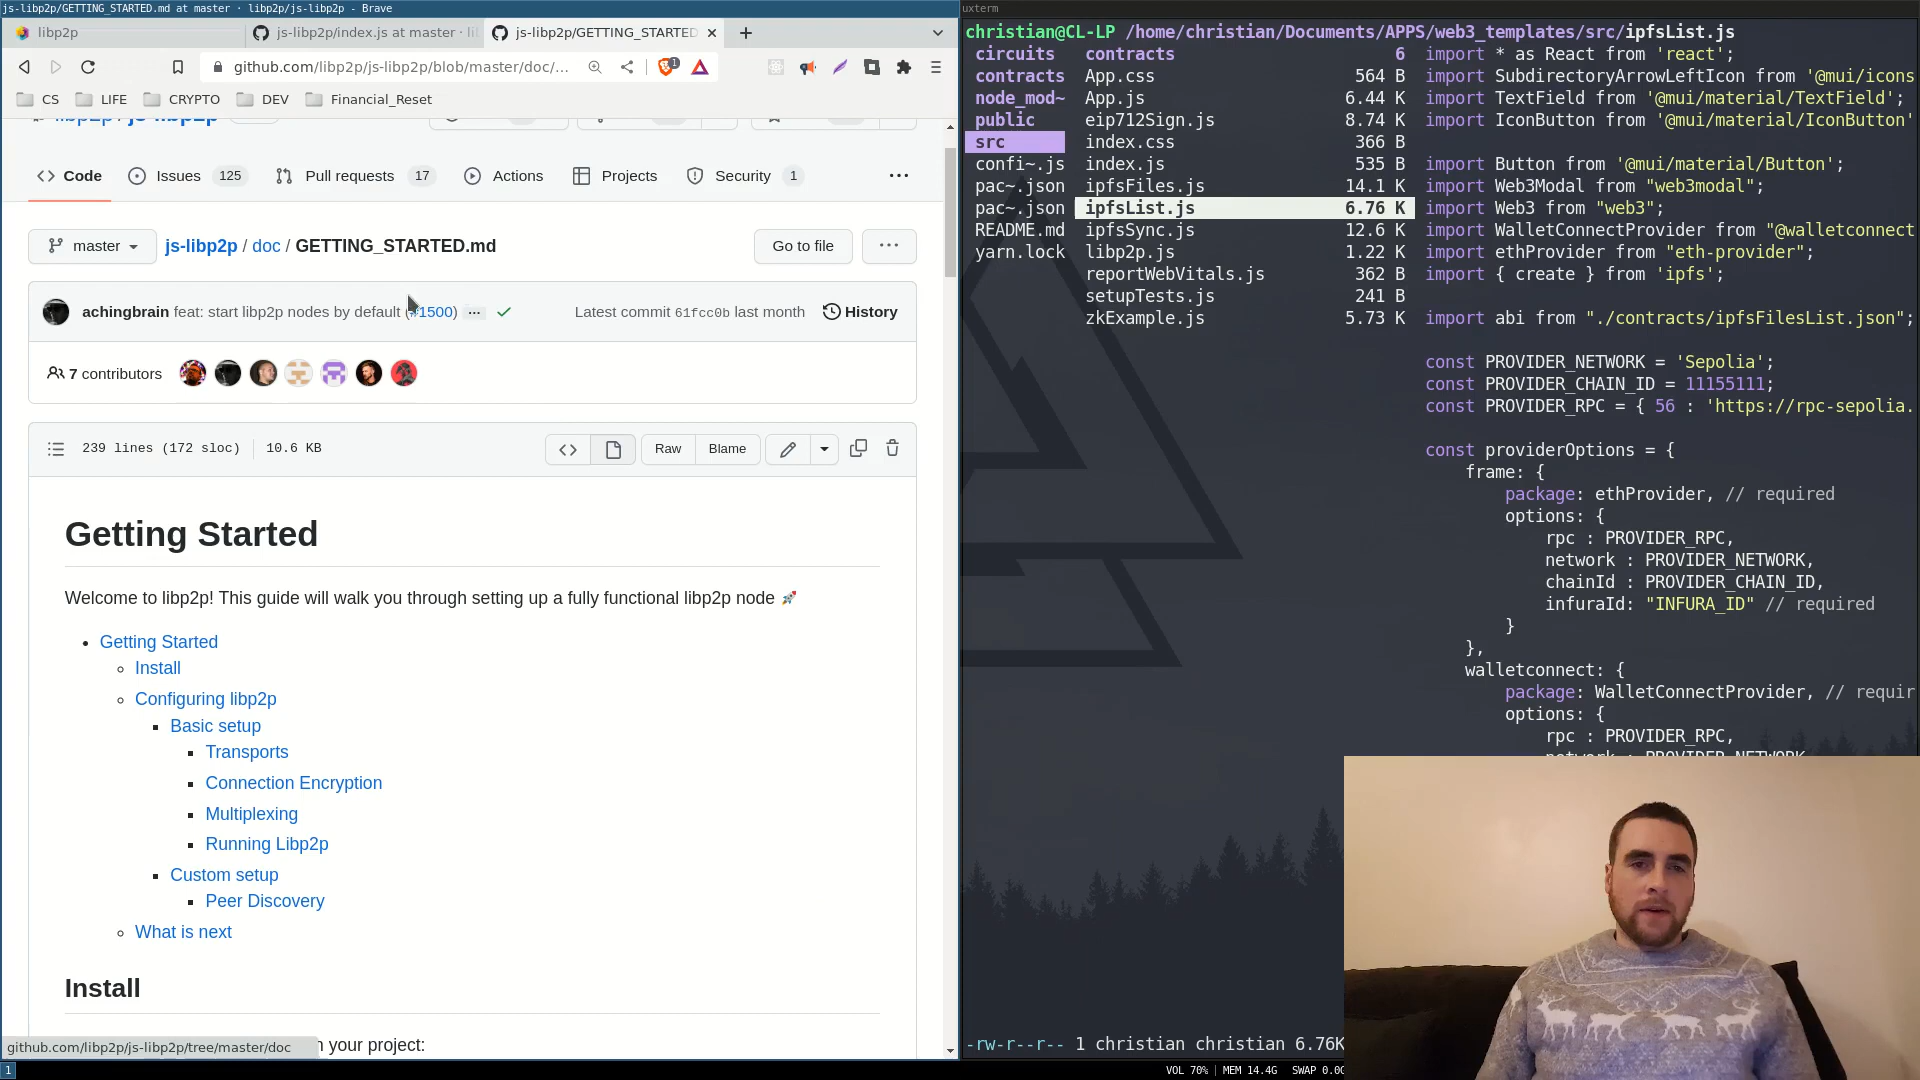 js-libp2p/GETTING_STARTED.md at master · libp2p/js-libp2p - Brave
libp2p
js-libp2p/index.js at master · li
js-libp2p/GETTING_STARTED
github.com/libp2p/js-libp2p/blob/master/doc/...
1
CS
LIFE
CRYPTO
DEV
Financial_Reset
libp2p / js-libp2p
Code
Issues 125
Pull requests 17
Actions
Projects
Security 1
master
js-libp2p / doc / GETTING_STARTED.md
Go to file
achingbrain feat: start libp2p nodes by default (#1500) ...
Latest commit 61fcc0b last month
History
7 contributors
239 lines (172 sloc) 10.6 KB
Raw
Blame
Getting Started
Welcome to libp2p! This guide will walk you through setting up a fully functional libp2p node 🚀
Getting Started
Install
Configuring libp2p
Basic setup
Transports
Connection Encryption
Multiplexing
Running Libp2p
Custom setup
Peer Discovery
What is next
Install
your project:
github.com/libp2p/js-libp2p/tree/master/doc
1
uxterm
christian@CL-LP /home/christian/Documents/APPS/web3_templates/src/ipfsList.js
circuits
contracts
node_mod~
public
src
confi~.js
pac~.json
pac~.json
README.md
yarn.lock
contracts 6
App.css 564 B
App.js 6.44 K
eip712Sign.js 8.74 K
index.css 366 B
index.js 535 B
ipfsFiles.js 14.1 K
ipfsList.js 6.76 K
ipfsSync.js 12.6 K
libp2p.js 1.22 K
reportWebVitals.js 362 B
setupTests.js 241 B
zkExample.js 5.73 K
import * as React from 'react';
import SubdirectoryArrowLeftIcon from '@mui/icons
import TextField from '@mui/material/TextField';
import IconButton from '@mui/material/IconButton'
import Button from '@mui/material/Button';
import Web3Modal from "web3modal";
import Web3 from "web3";
import WalletConnectProvider from "@walletconnect
import ethProvider from "eth-provider";
import { create } from 'ipfs';
import abi from "./contracts/ipfsFilesList.json";
const PROVIDER_NETWORK = 'Sepolia';
const PROVIDER_CHAIN_ID = 11155111;
const PROVIDER_RPC = { 56 : 'https://rpc-sepolia.
const providerOptions = {
frame: {
package: ethProvider, // required
options: {
rpc : PROVIDER_RPC,
network : PROVIDER_NETWORK,
chainId : PROVIDER_CHAIN_ID,
infuraId: "INFURA_ID" // required
}
},
walletconnect: {
package: WalletConnectProvider, // requir
options: {
rpc : PROVIDER_RPC,
network : PROVIDER_NETWORK
-rw-r--r-- 1 christian christian 6.76K
VOL 70% | MEM 14.4G SWAP 0.0G